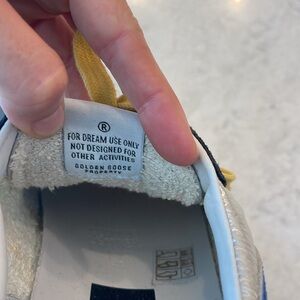 ®
FOR DREAM USE ONLY
NOT DESIGNED FOR
OTHER ACTIVITIES
GOLDEN GOOSE
PROPERTY